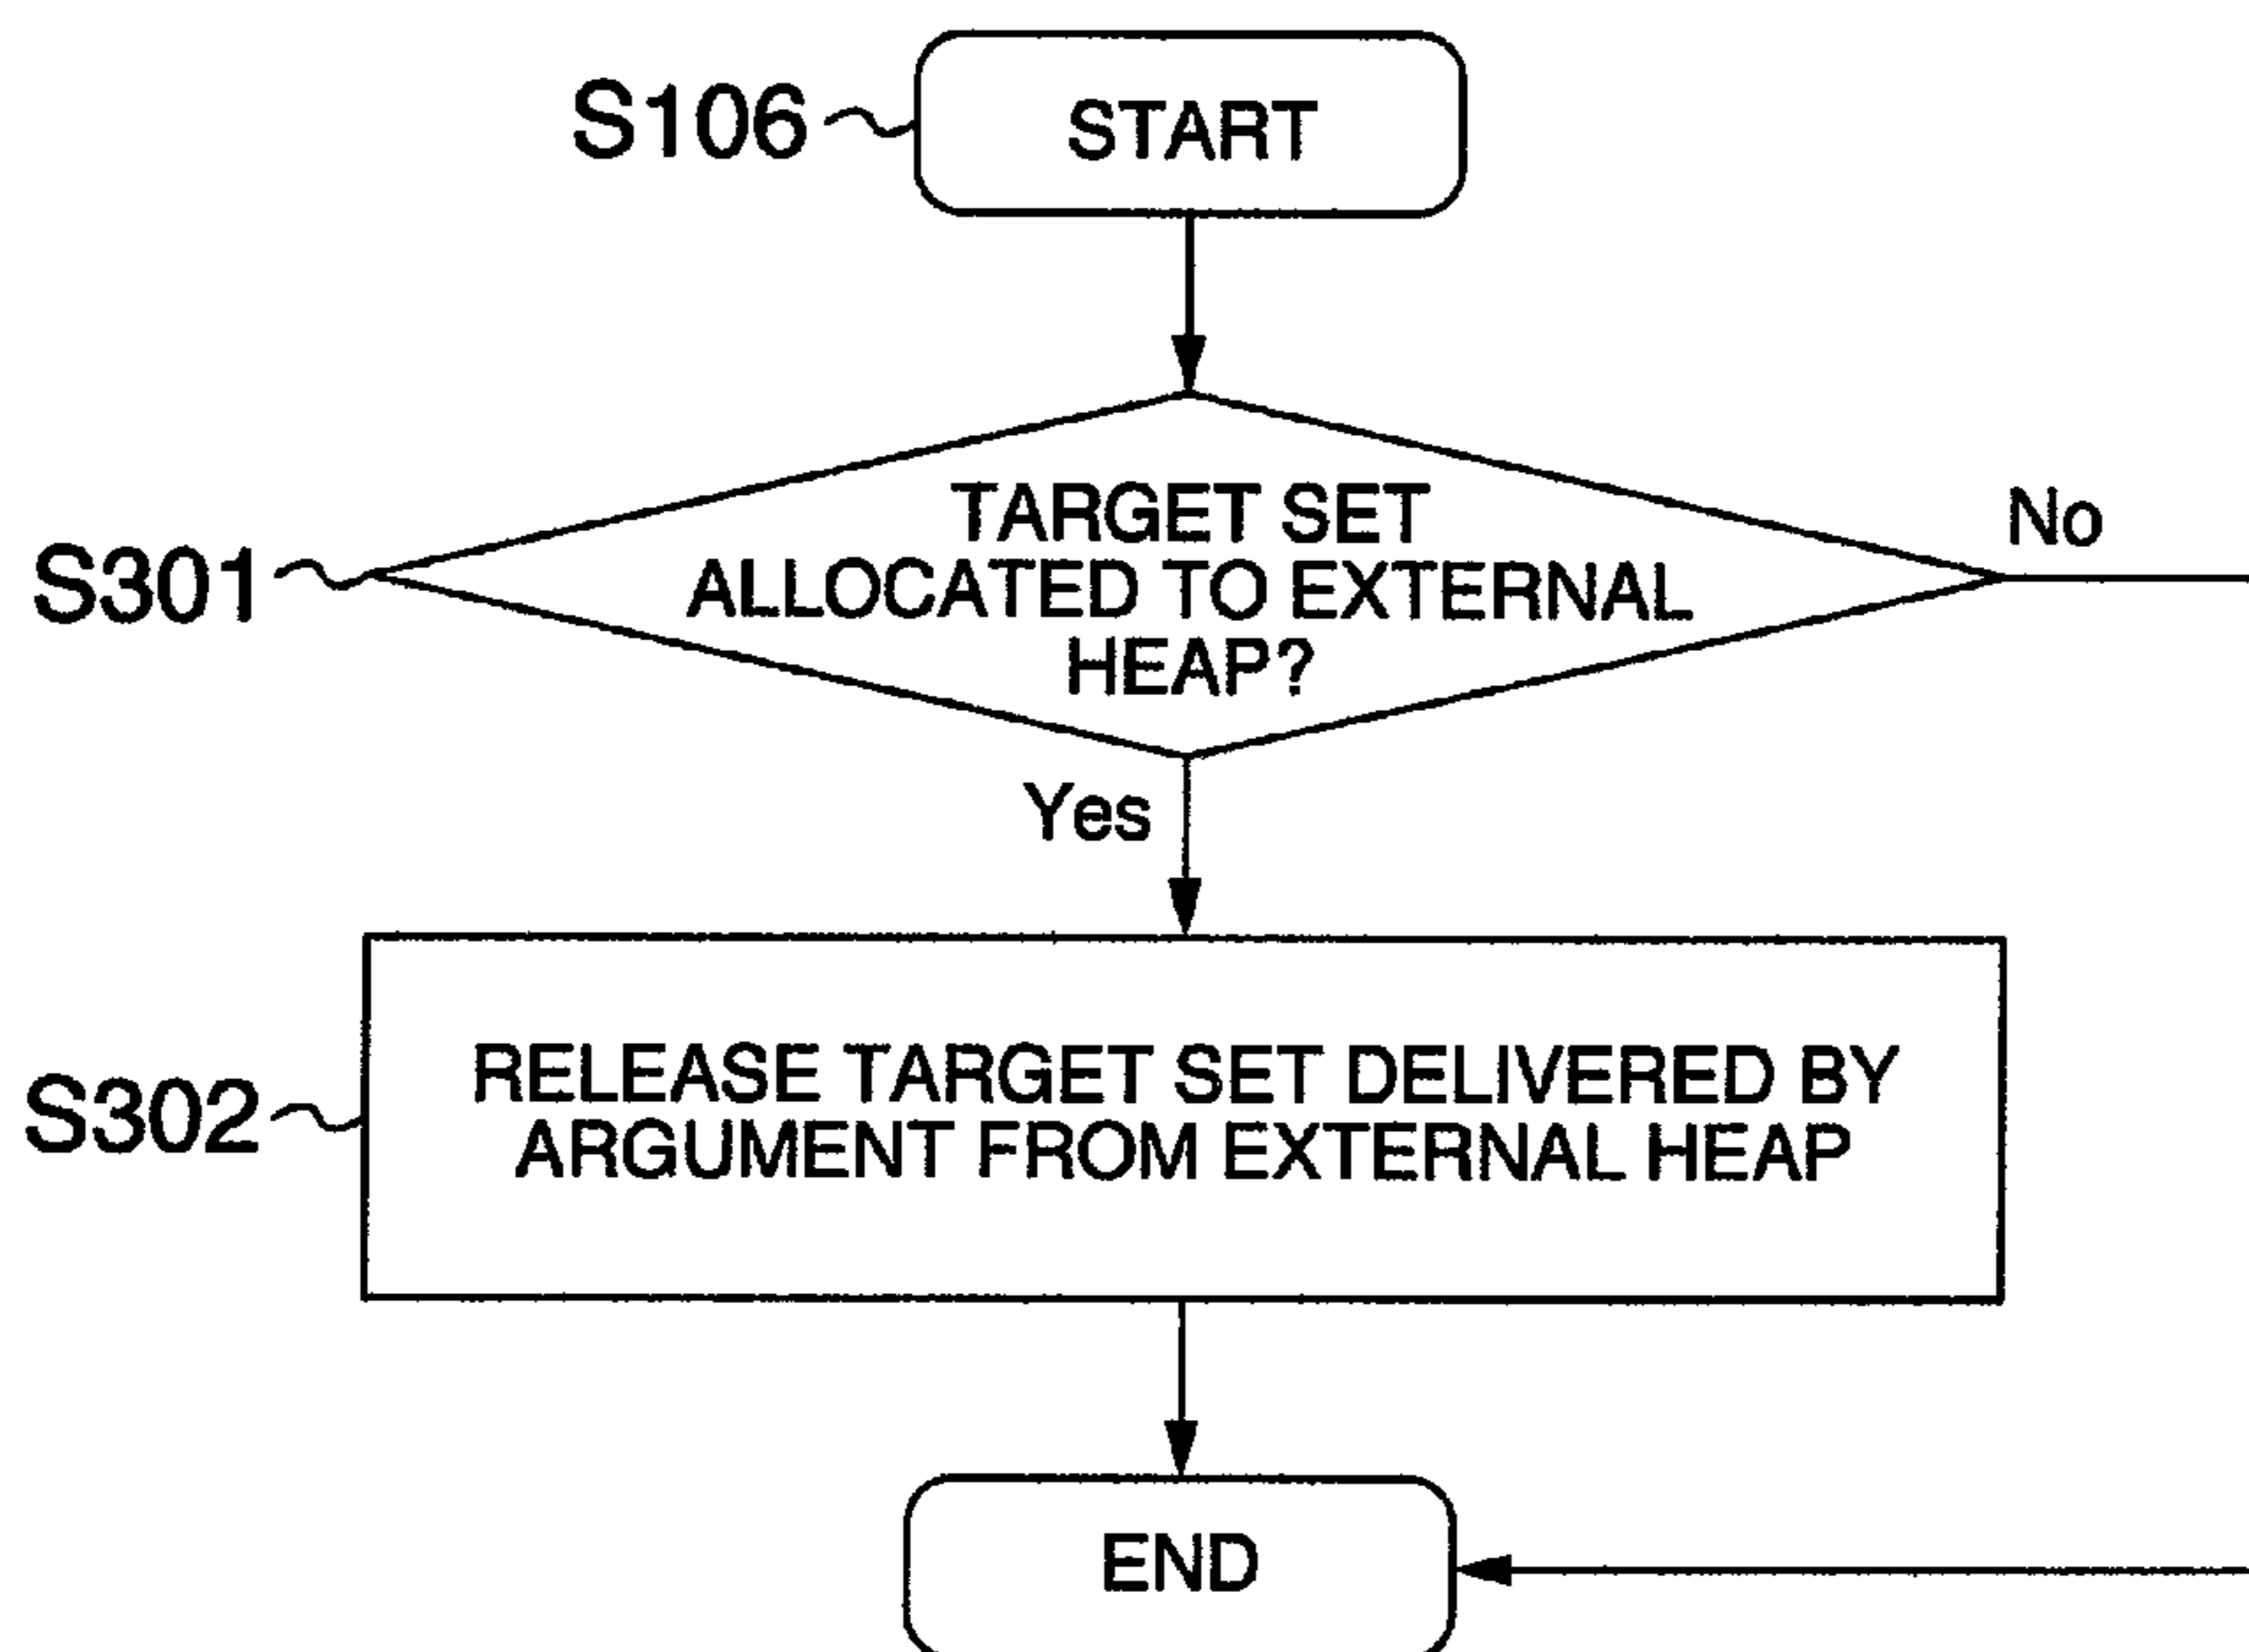 S106
START
S301
TARGET SET
ALLOCATED TO EXTERNAL
HEAP?
No
Yes
S302
RELEASE TARGET SET DELIVERED BY
ARGUMENT FROM EXTERNAL HEAP
END